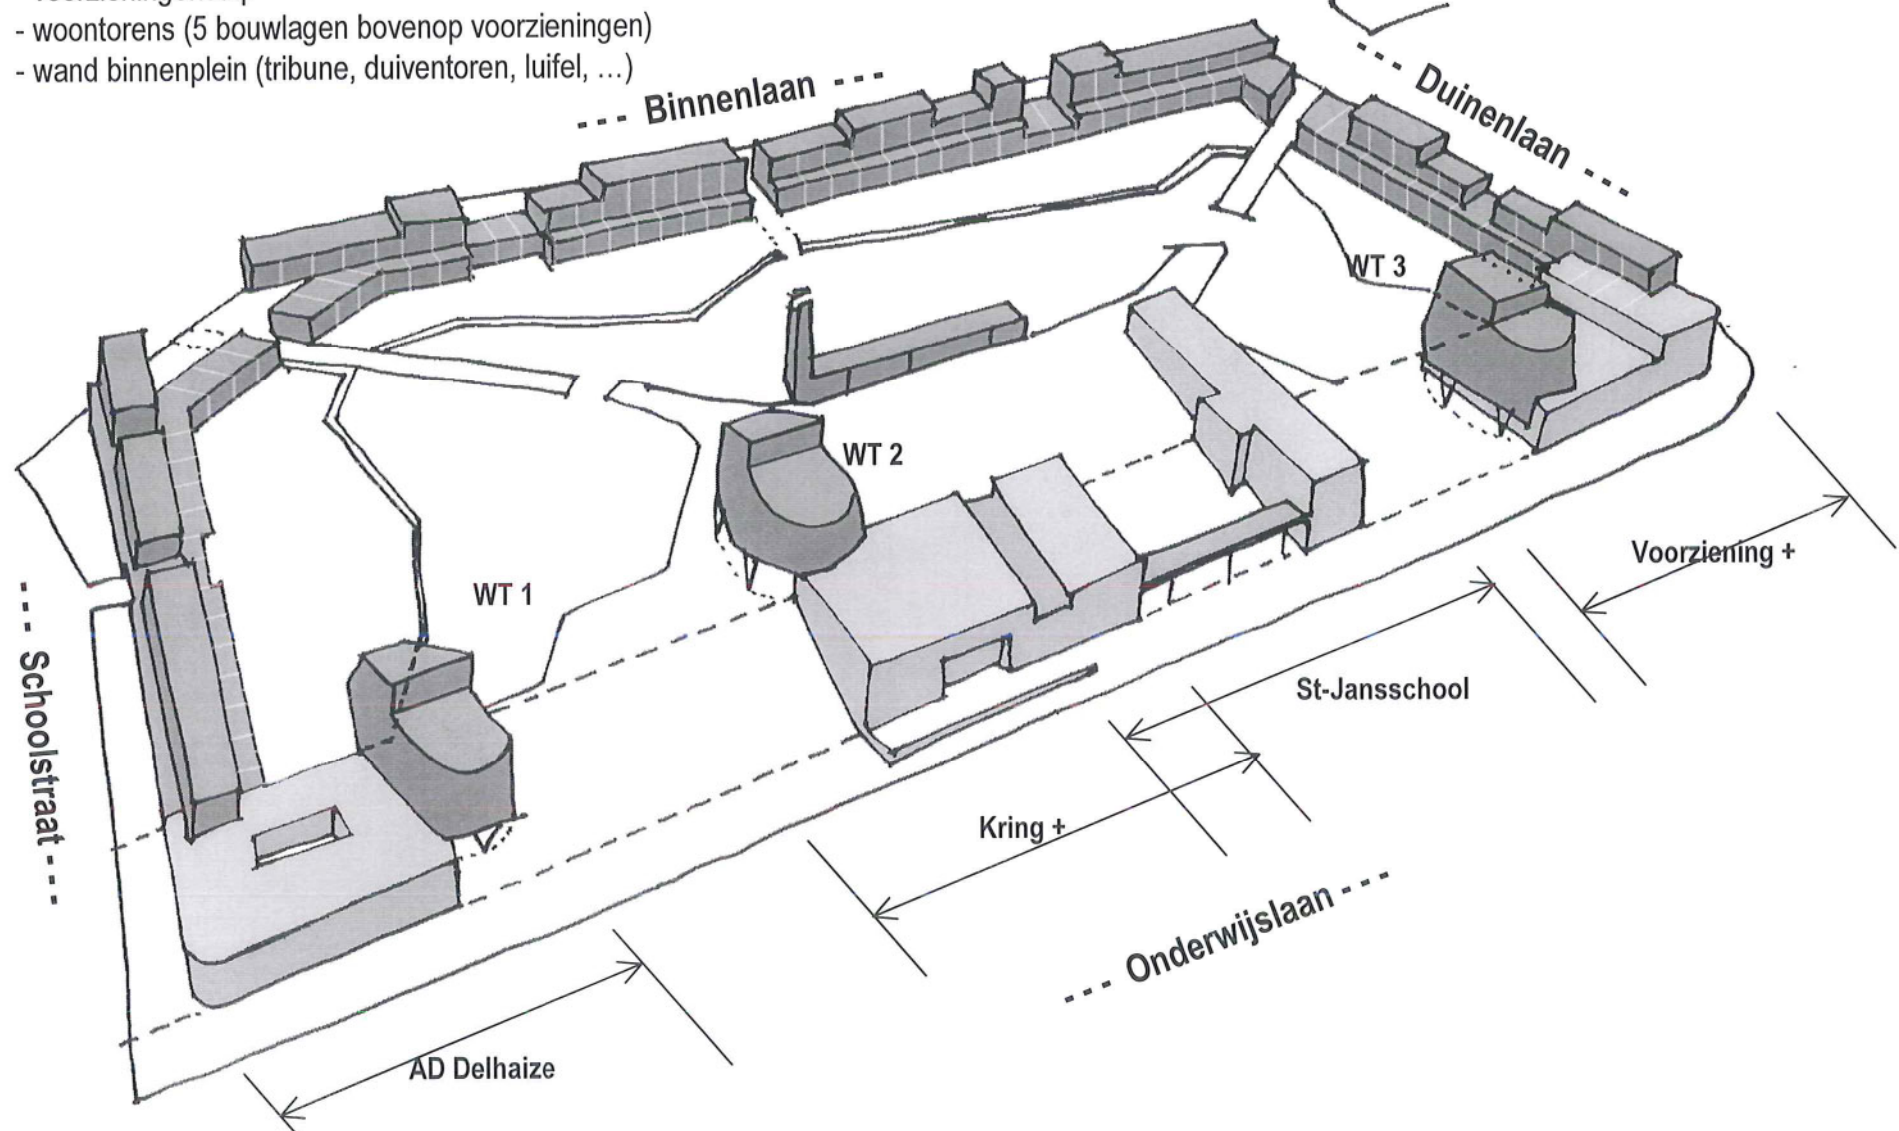 - woontorens (5 bouwlagen bovenop voorzieningen)
- wand binnenplein (tribune, duiventoren, luifel, ...)
--- Binnenlaan ---
--- Duinenlaan ---
WT 3
WT 2
WT 1
Voorziening +
--- Schoolstraat ---
St-Jansschool
Kring +
--- Onderwijslaan ---
AD Delhaize